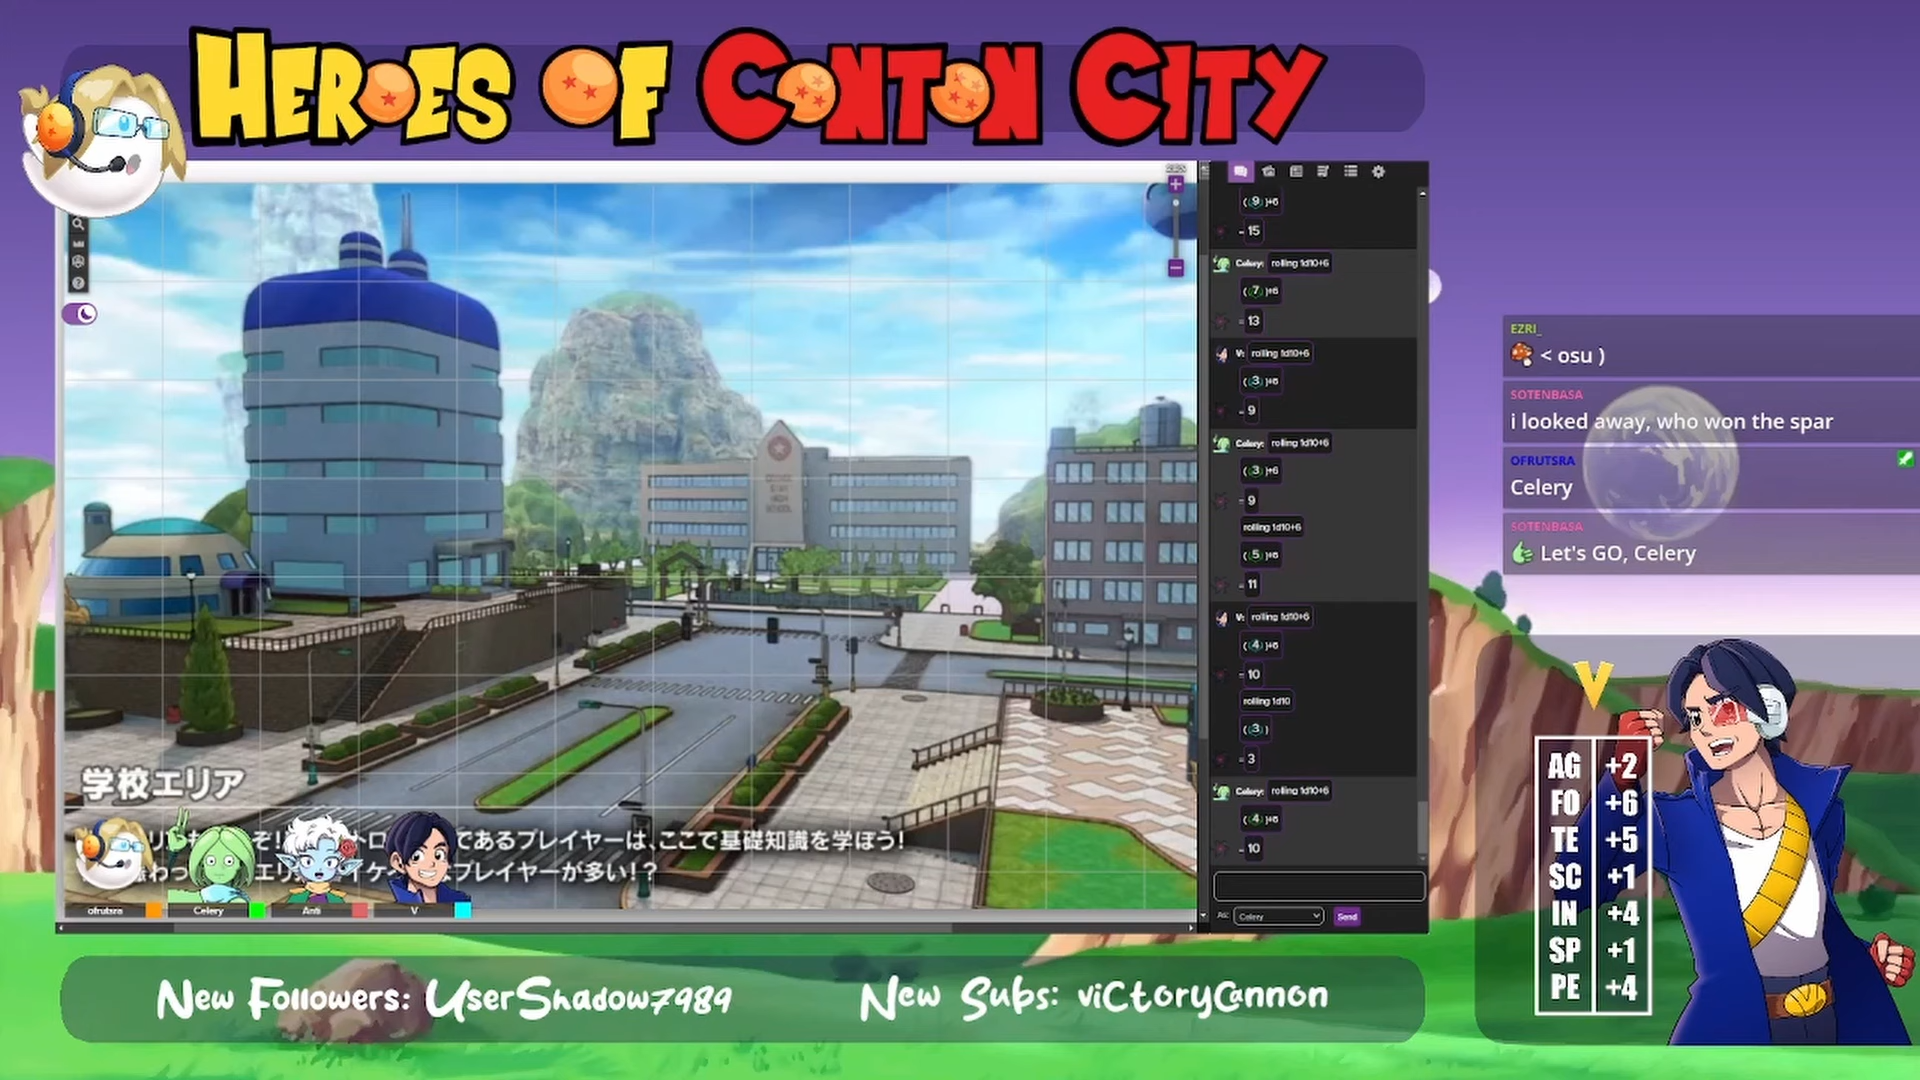 HEROES OF CONTON CITY
(9)+6
= 15
Celery: rolling 1d10+6
(7)+6
= 13
V: rolling 1d10+6
(3)+6
= 9
Celery: rolling 1d10+6
(3)+6
= 9
rolling 1d10+6
(5)+6
= 11
V: rolling 1d10+6
(4)+6
= 10
rolling 1d10
(3)
= 3
Celery: rolling 1d10+6
(4)+6
= 10
As: Celery Send
学校エリア
であるプレイヤーは、ここで基礎知識を学ぼう!
プレイヤーが多い!?
ofrutsra Celery Anti V
EZRI_
< osu )
SOTENBASA
i looked away, who won the spar
OFRUTSRA
Celery
SOTENBASA
Let's GO, Celery
V
AG +2
FO +6
TE +5
SC +1
IN +4
SP +1
PE +4
New Followers: UserShadow7989
New Subs: viCtoryCannon